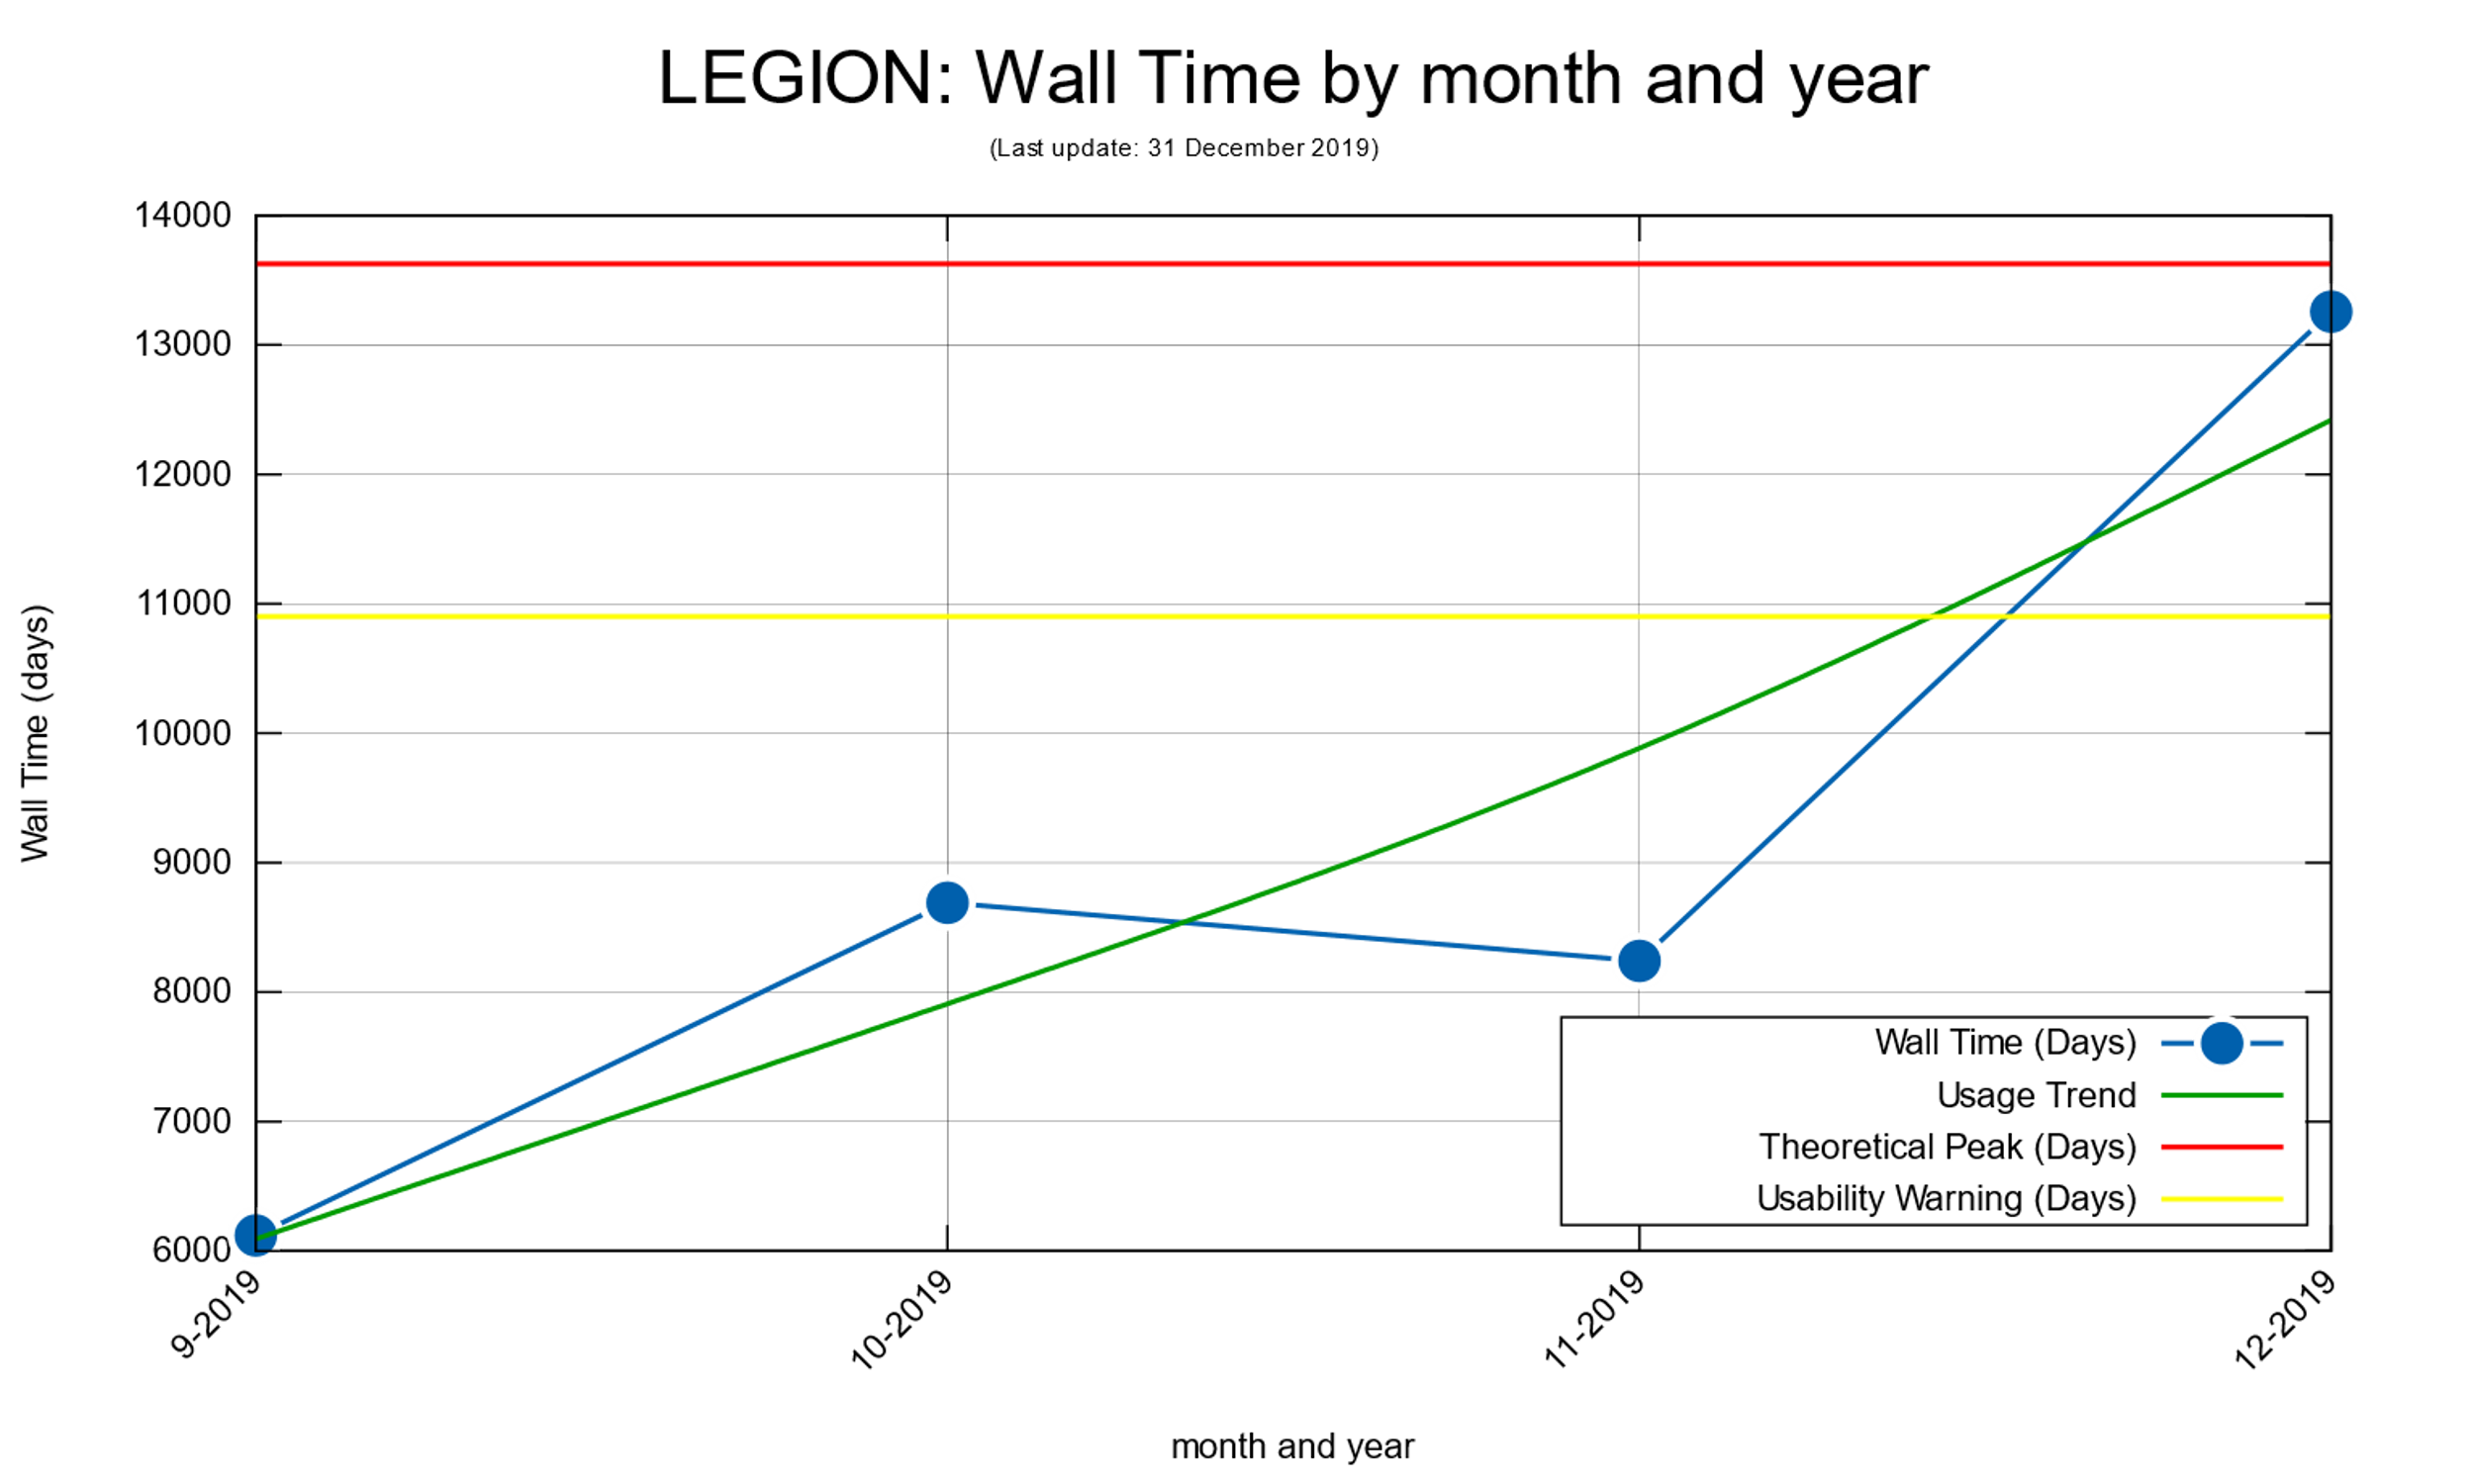 LEGION: Wall Time by month and year
(Last update: 31 December 2019)
14000
13000
12000
11000
10000
9000
8000
7000
6000
Wall Time (days)
Wall Time (Days)
Usage Trend
Theoretical Peak (Days)
Usability Warning (Days)
9-2019
10-2019
11-2019
12-2019
month and year